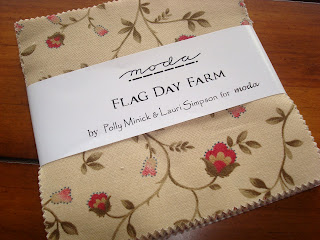 moda
FLAG DAY FARM
by Polly Minick & Lauri Simpson for moda